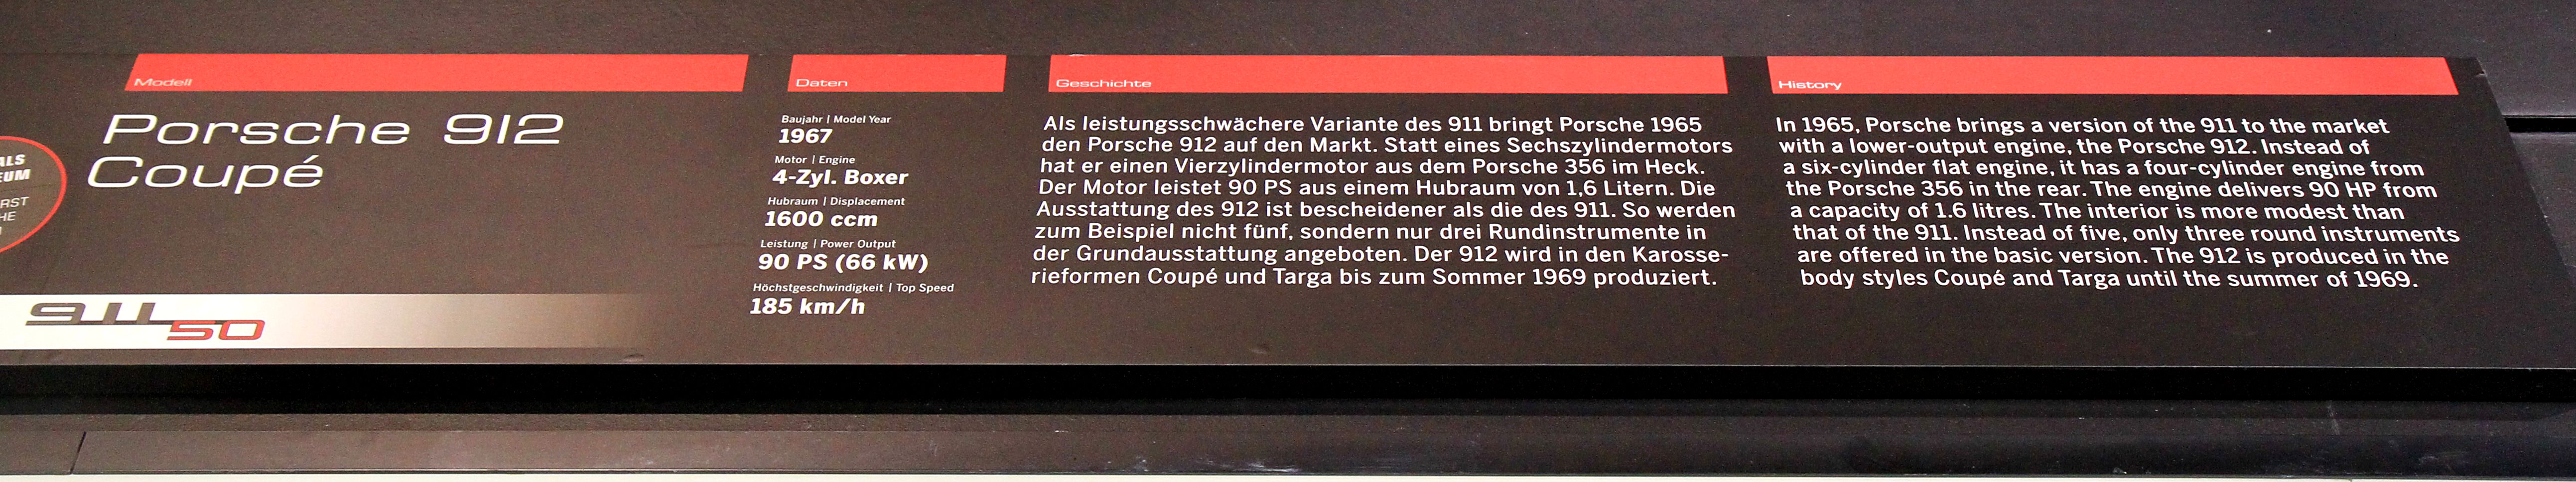 Modell
Porsche 912
Coupé
ALS
RST
HE
911
50
Daten
Baujahr | Model Year
1967
Motor | Engine
4-Zyl. Boxer
Hubraum | Displacement
1600 ccm
Leistung | Power Output
90 PS (66 kW)
Höchstgeschwindigkeit | Top Speed
185 km/h
Geschichte
Als leistungsschwächere Variante des 911 bringt Porsche 1965
den Porsche 912 auf den Markt. Statt eines Sechszylindermotors
hat er einen Vierzylindermotor aus dem Porsche 356 im Heck.
Der Motor leistet 90 PS aus einem Hubraum von 1,6 Litern. Die
Ausstattung des 912 ist bescheidener als die des 911. So werden
zum Beispiel nicht fünf, sondern nur drei Rundinstrumente in
der Grundausstattung angeboten. Der 912 wird in den Karosse-
rieformen Coupé und Targa bis zum Sommer 1969 produziert.
History
In 1965, Porsche brings a version of the 911 to the market
with a lower-output engine, the Porsche 912. Instead of
a six-cylinder flat engine, it has a four-cylinder engine from
the Porsche 356 in the rear. The engine delivers 90 HP from
a capacity of 1.6 litres. The interior is more modest than
that of the 911. Instead of five, only three round instruments
are offered in the basic version. The 912 is produced in the
body styles Coupé and Targa until the summer of 1969.